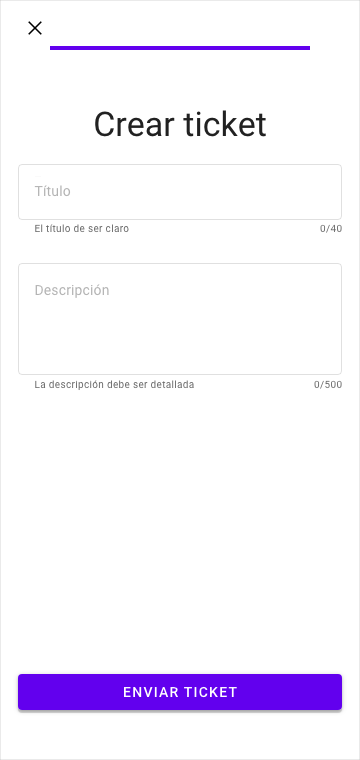 Crear ticket
Título
El título de ser claro
0/40
Descripción
La descripción debe ser detallada
0/500
ENVIAR TICKET